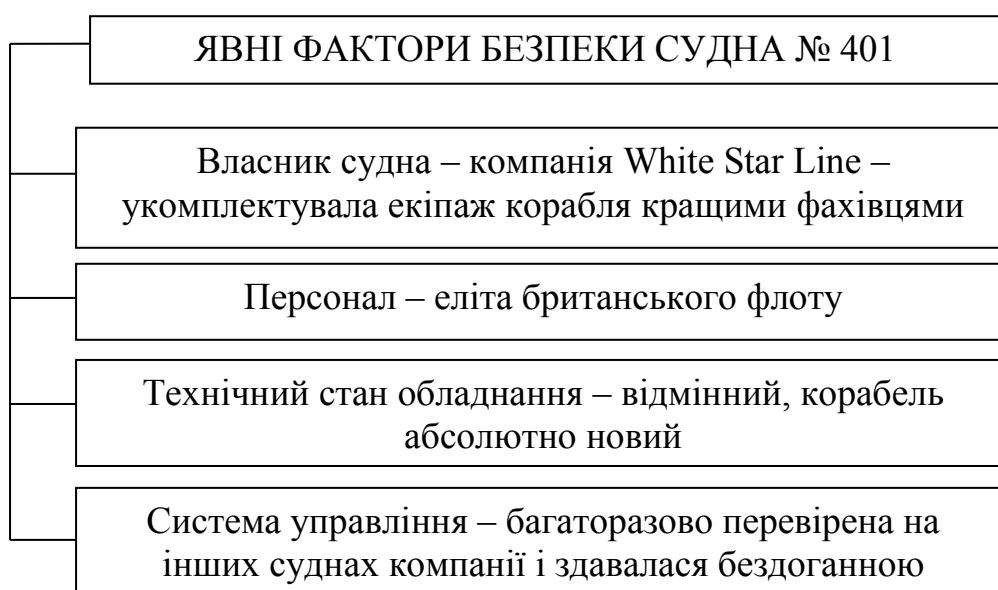 ЯВНІ ФАКТОРИ БЕЗПЕКИ СУДНА № 401
Власник судна – компанія White Star Line –
укомплектувала екіпаж корабля кращими фахівцями
Персонал – еліта британського флоту
Технічний стан обладнання – відмінний, корабель
абсолютно новий
Система управління – багаторазово перевірена на
інших суднах компанії і здавалася бездоганною